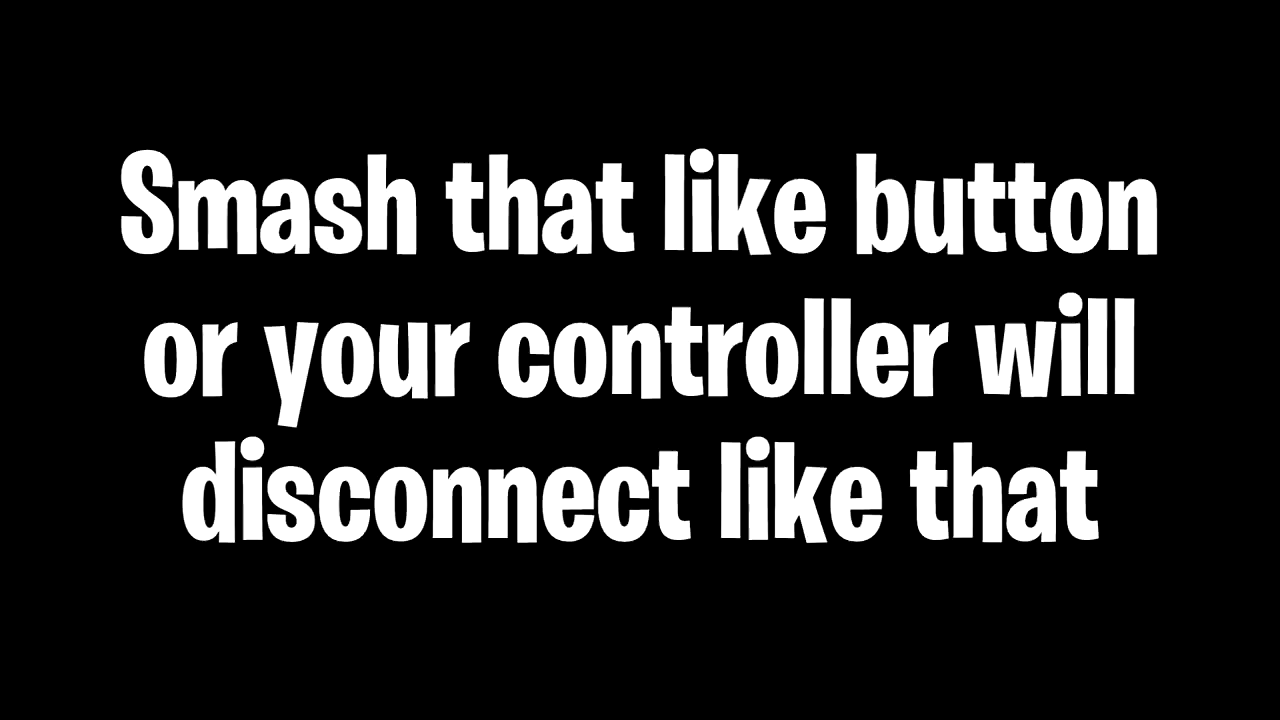 Smash that like button
or your controller will
disconnect like that